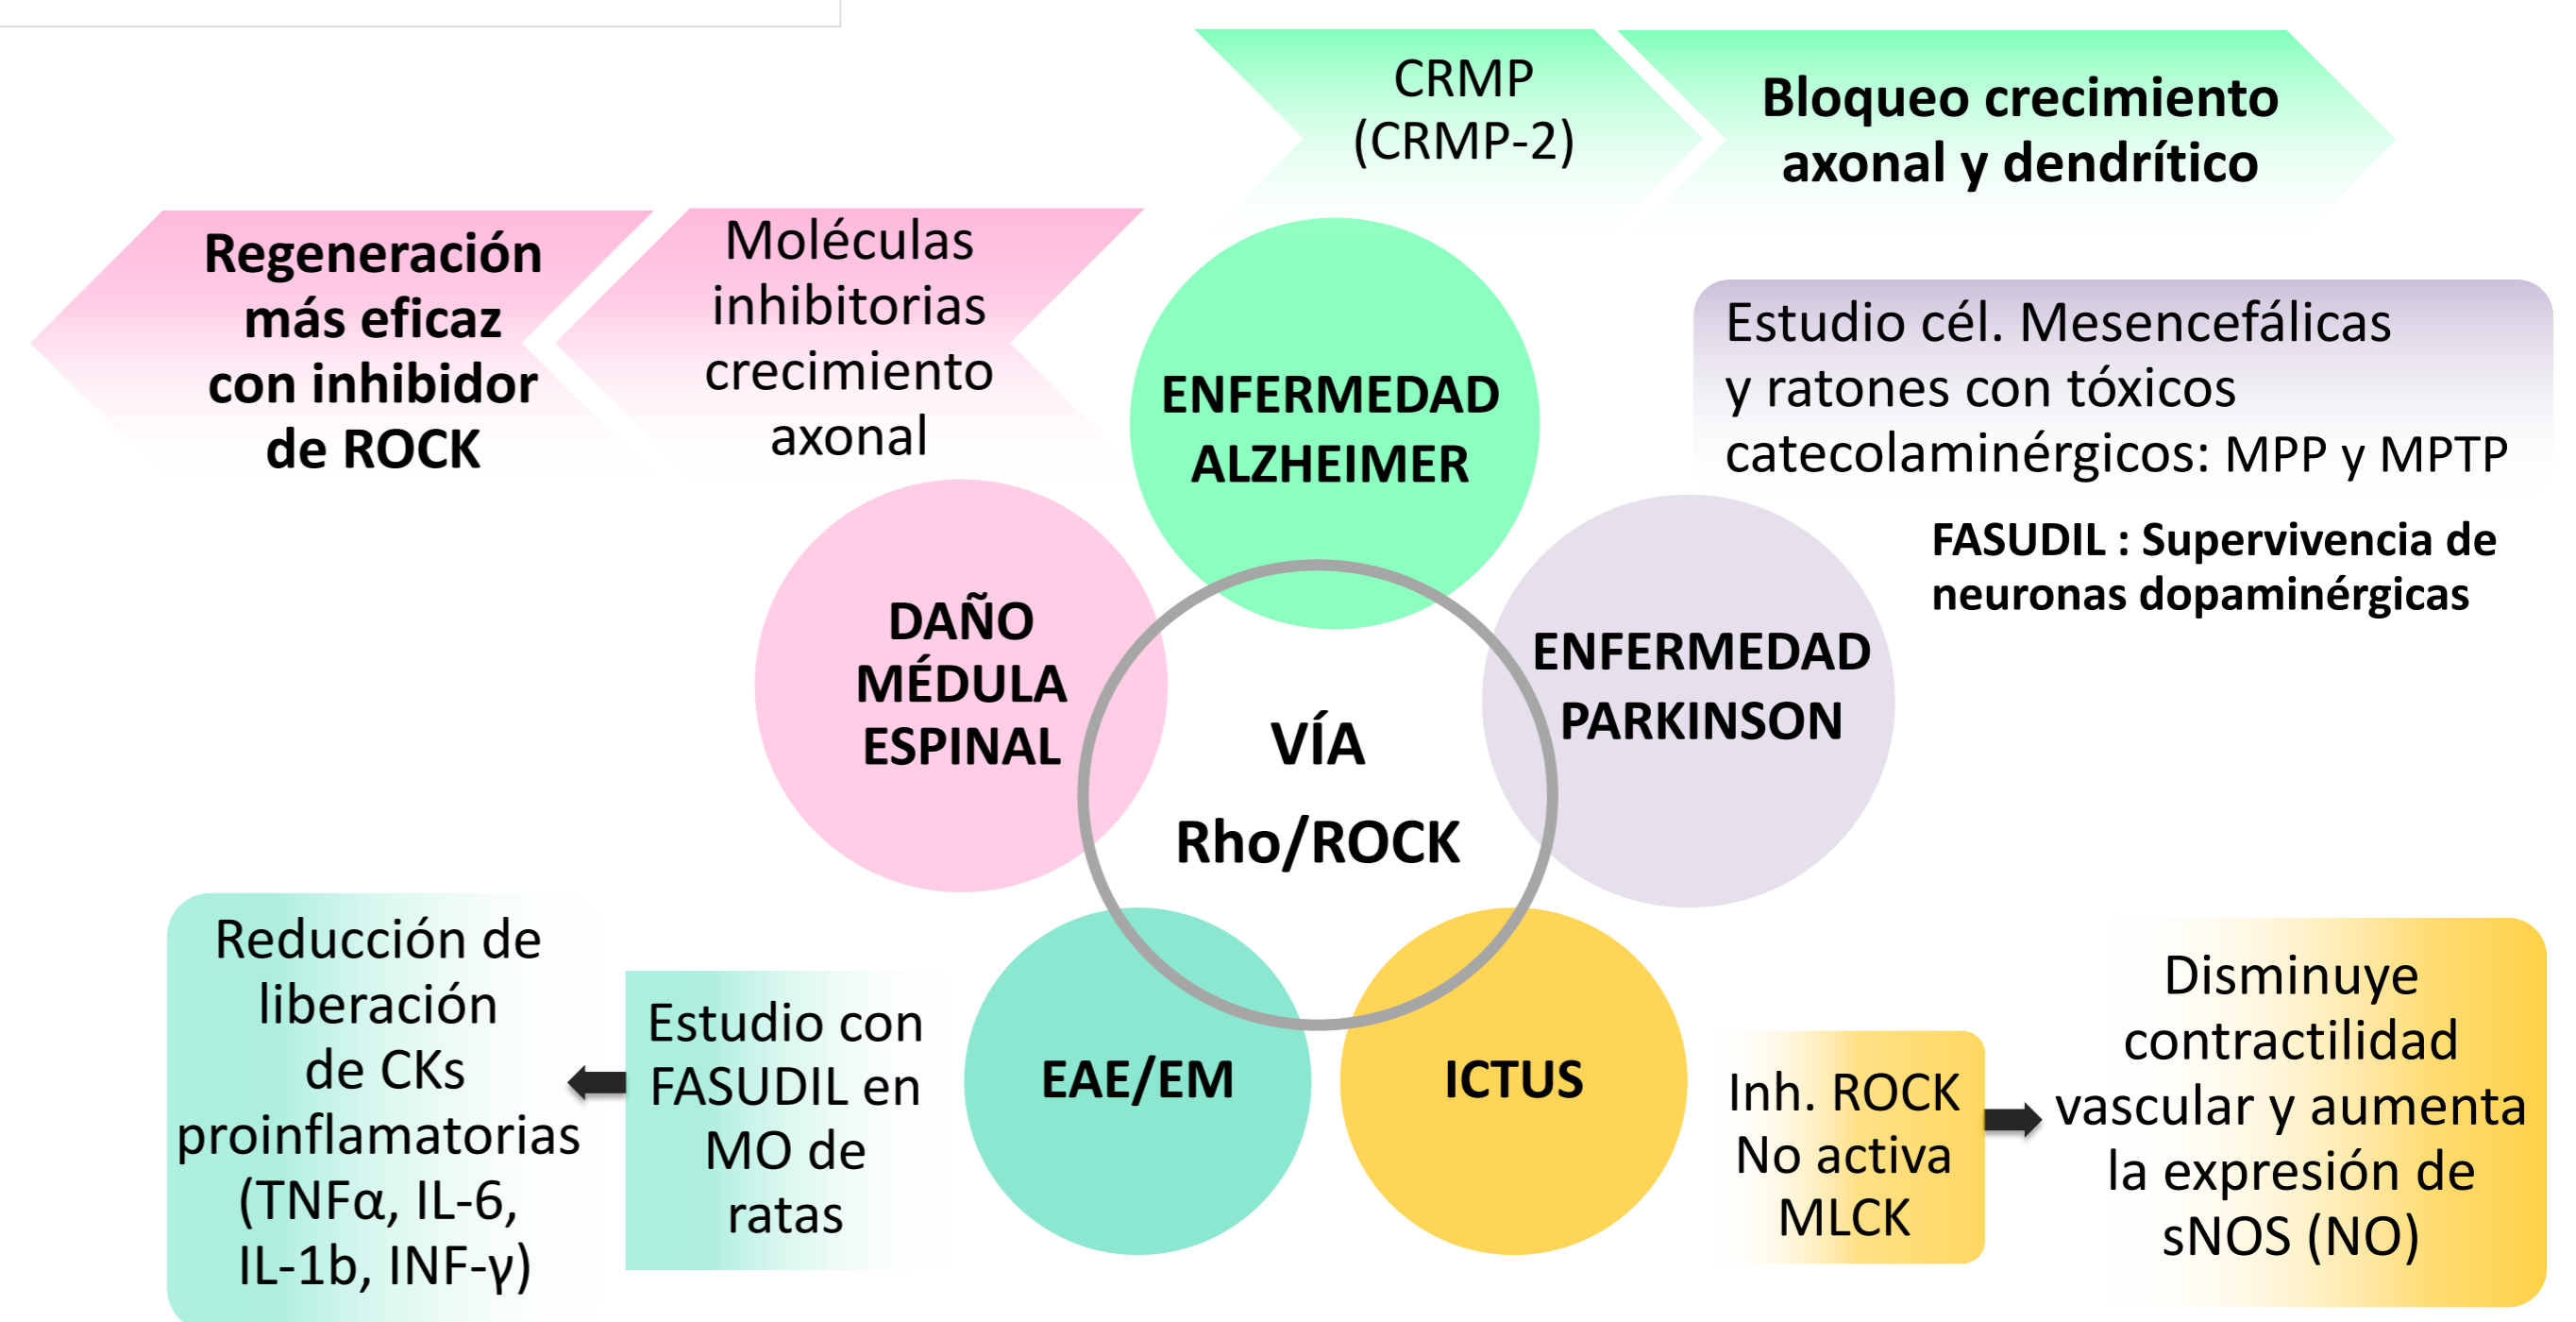 CRMP
(CRMP-2)
Bloqueo crecimiento
axonal y dendrítico
Regeneración
más eficaz
con inhibidor
de ROCK
Moléculas
inhibitorias
crecimiento
axonal
ENFERMEDAD
ALZHEIMER
Estudio cél. Mesencefálicas
y ratones con tóxicos
catecolaminérgicos: MPP y MPTP
FASUDIL : Supervivencia de
neuronas dopaminérgicas
DAÑO
MÉDULA
ESPINAL
ENFERMEDAD
PARKINSON
VÍA
Rho/ROCK
Reducción de
liberación
de CKs
proinflamatorias
(TNFα, IL-6,
IL-1b, INF-γ)
Estudio con
FASUDIL en
MO de
ratas
EAE/EM
ICTUS
Inh. ROCK
No activa
MLCK
Disminuye
contractilidad
vascular y aumenta
la expresión de
sNOS (NO)